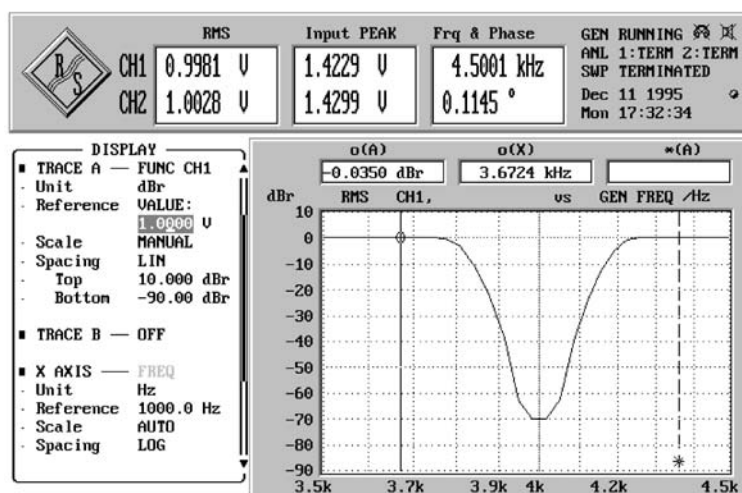 RMS Input PEAK Frq & Phase GEN RUNNING
ANL 1:TERM 2:TERM
SWP TERMINATED
R S
CH1 0.9981 V 1.4229 V 4.5001 kHz
CH2 1.0028 V 1.4299 V 0.1145 °
Dec 11 1995
Mon 17:32:34
DISPLAY
TRACE A — FUNC CH1
Unit dBr
Reference VALUE:
1.0000 V
Scale MANUAL
Spacing LIN
Top 10.000 dBr
Bottom -90.00 dBr
TRACE B — OFF
X AXIS — FREQ
Unit Hz
Reference 1000.0 Hz
Scale AUTO
Spacing LOG
o(A) o(X) *(A)
-0.0350 dBr 3.6724 kHz
dBr RMS CH1, vs GEN FREQ /Hz
10
0
-10
-20
-30
-40
-50
-60
-70
-80
-90
3.5k 3.7k 3.9k 4k 4.2k 4.5k